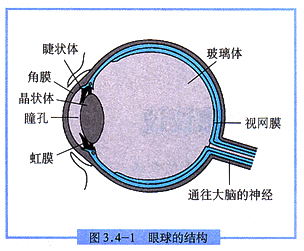 睫状体
玻璃体
角膜
晶状体
瞳孔
视网膜
虹膜
通往大脑的神经
图 3.4-1 眼球的结构